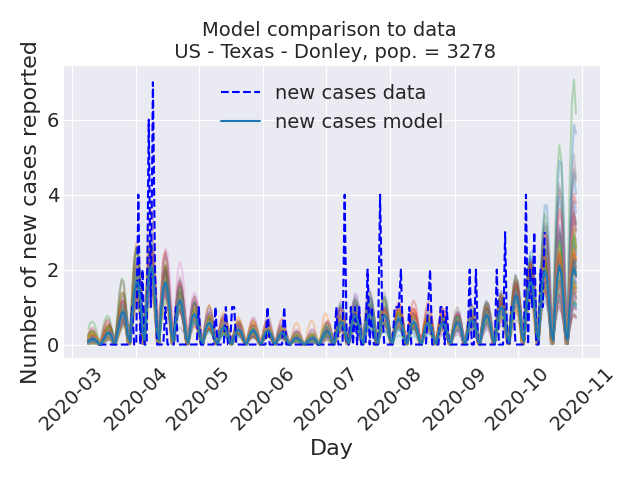 Model comparison to data
US - Texas - Donley, pop. = 3278
new cases data
new cases model
Number of new cases reported
6
4
2
0
2020-03
2020-04
2020-05
2020-06
2020-07
2020-08
2020-09
2020-10
2020-11
Day